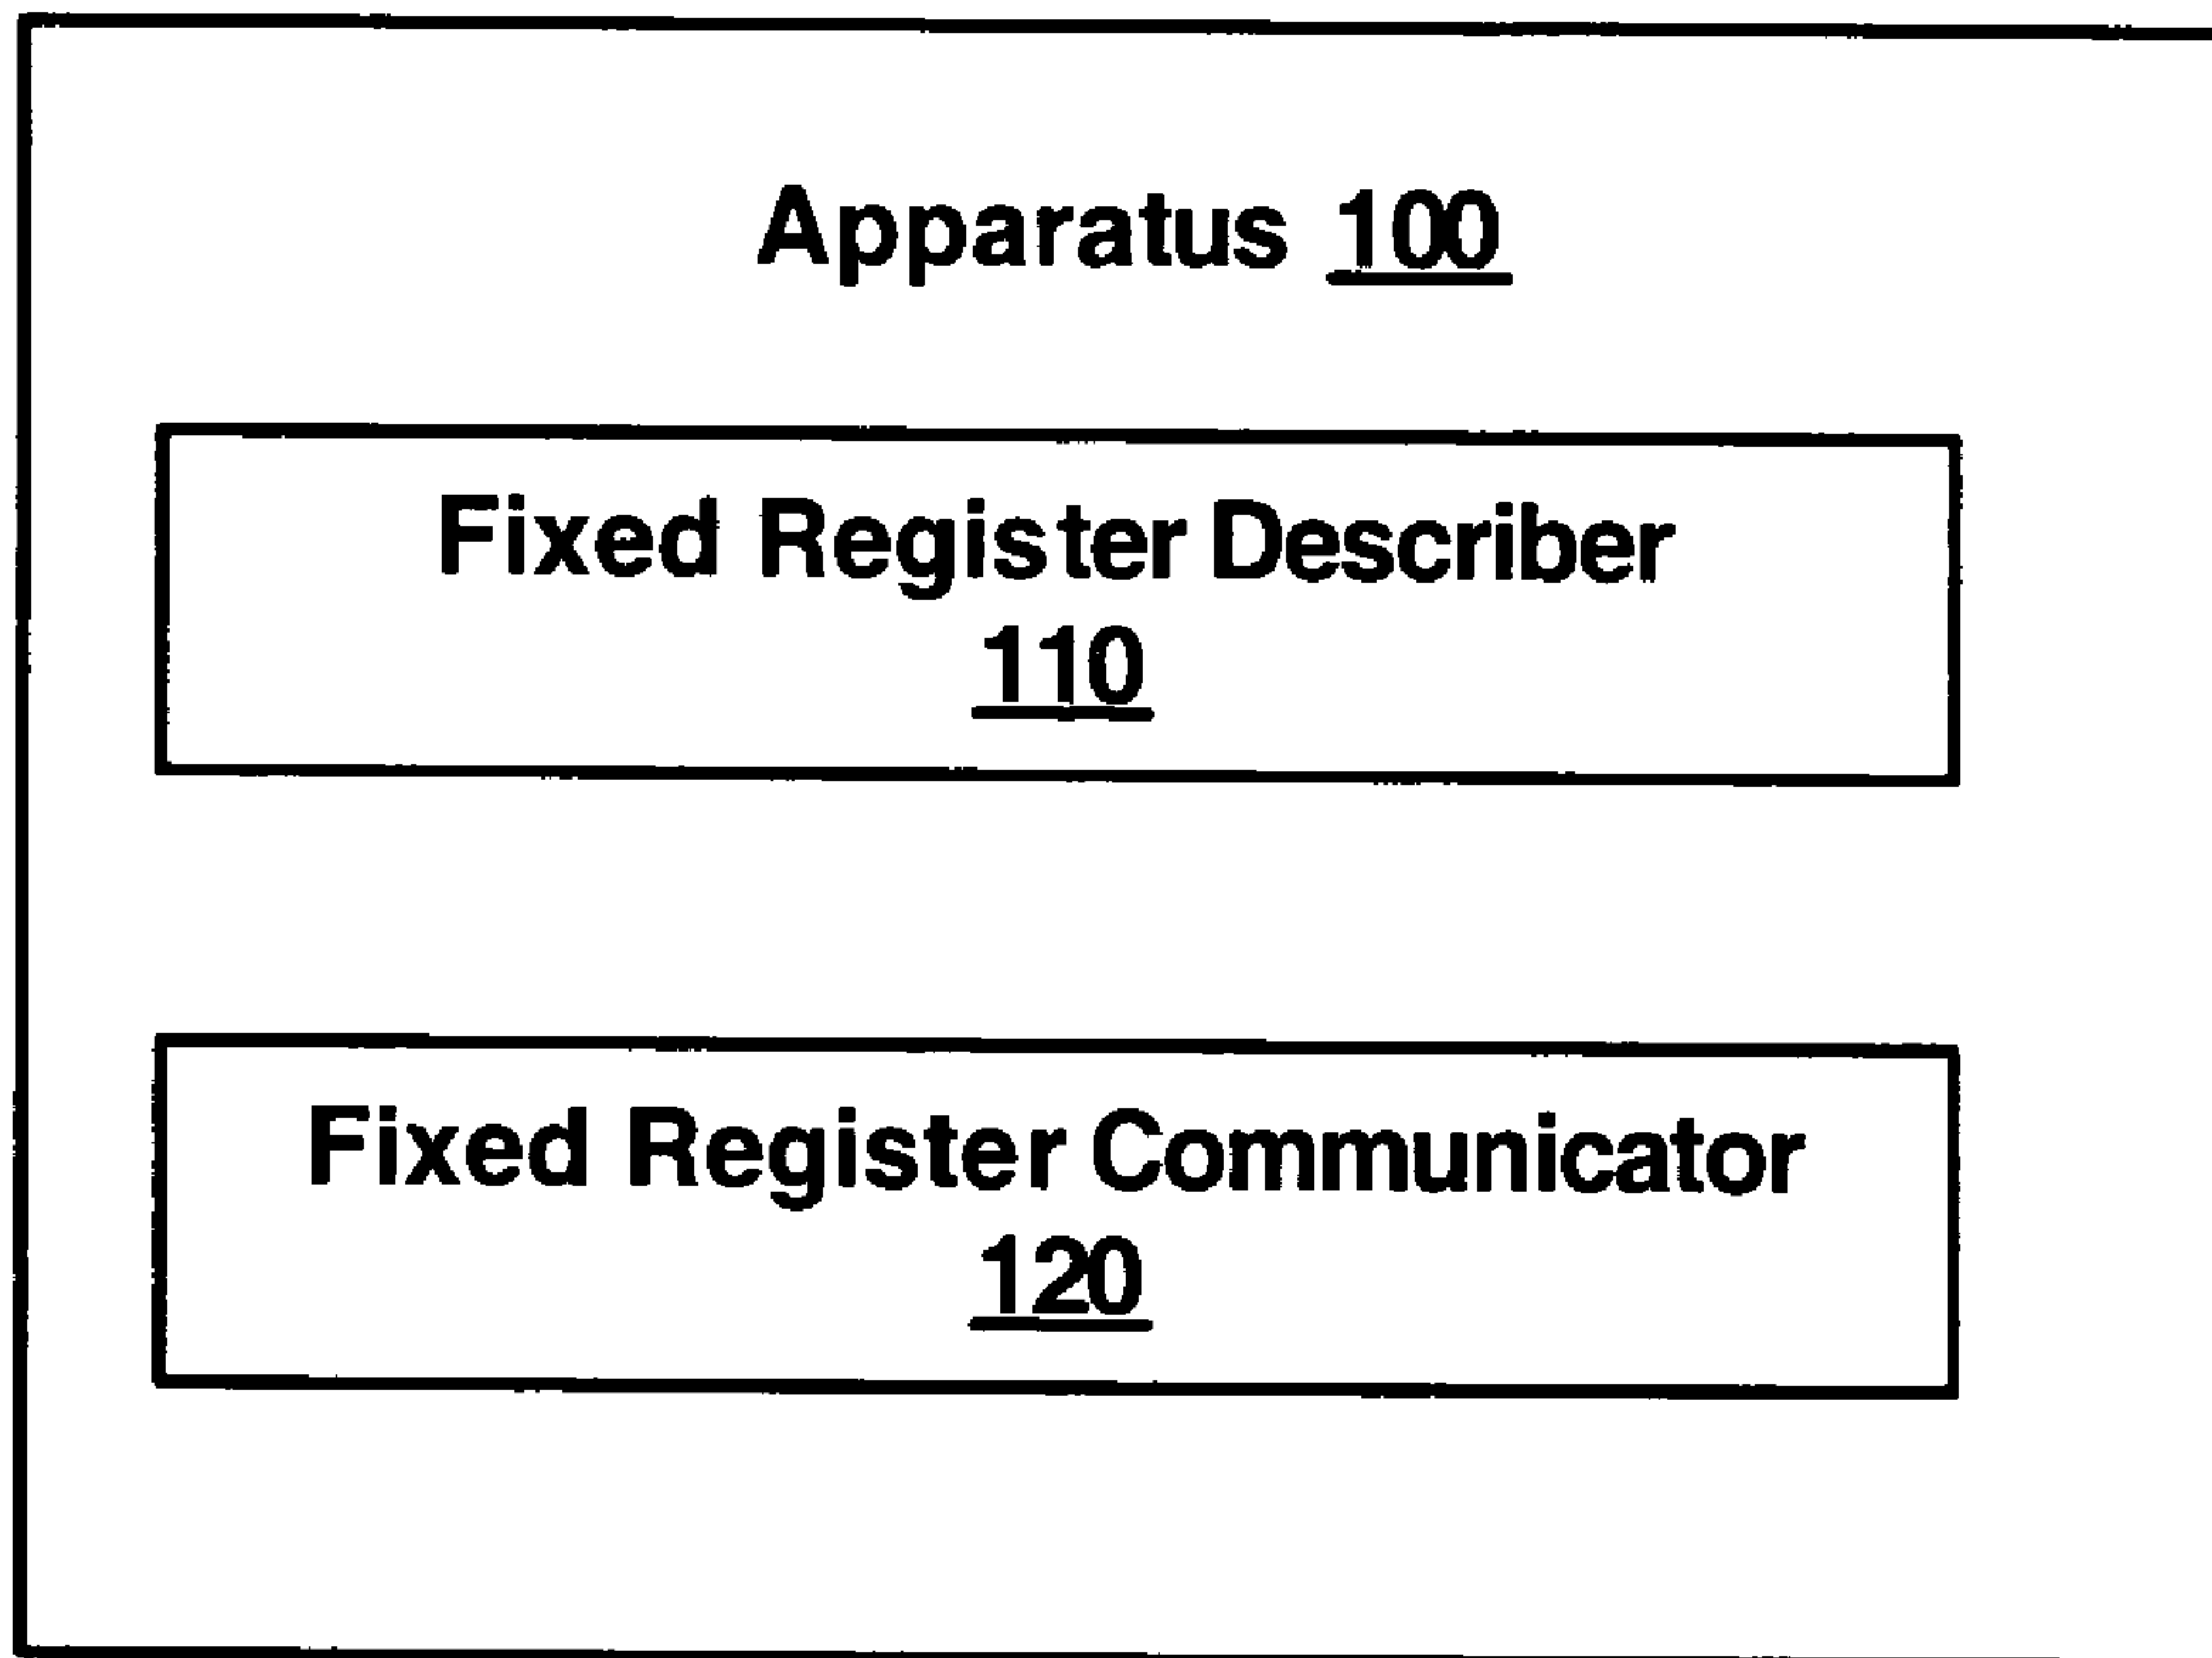 Apparatus 100
Fixed Register Describer
110
Fixed Register Communicator
120